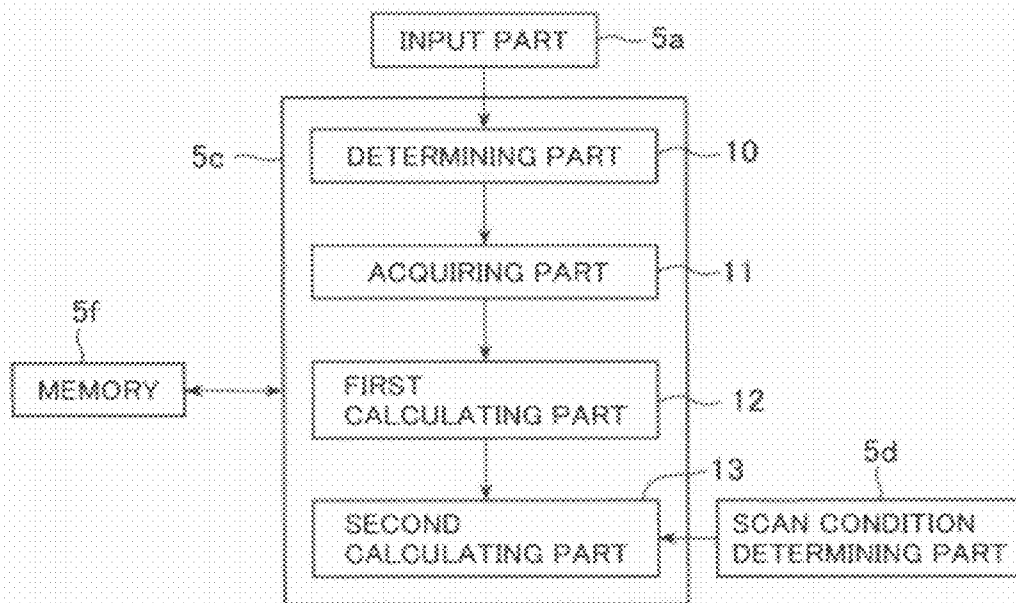 INPUT PART
5a
5c
DETERMINING PART
10
ACQUIRING PART
11
5f
MEMORY
FIRST
CALCULATING PART
12
13
5d
SECOND
CALCULATING PART
SCAN CONDITION
DETERMINING PART